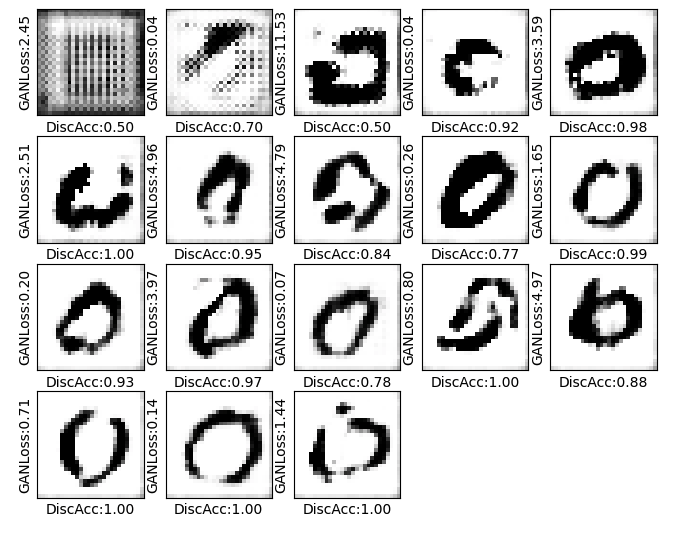 GANLoss:2.45 GANLoss:0.04 GANLoss:11.53 GANLoss:0.04 GANLoss:3.59
DiscAcc:0.50 DiscAcc:0.70 DiscAcc:0.50 DiscAcc:0.92 DiscAcc:0.98
GANLoss:2.51 GANLoss:4.96 GANLoss:4.79 GANLoss:0.26 GANLoss:1.65
DiscAcc:1.00 DiscAcc:0.95 DiscAcc:0.84 DiscAcc:0.77 DiscAcc:0.99
GANLoss:0.20 GANLoss:3.97 GANLoss:0.07 GANLoss:0.80 GANLoss:4.97
DiscAcc:0.93 DiscAcc:0.97 DiscAcc:0.78 DiscAcc:1.00 DiscAcc:0.88
GANLoss:0.71 GANLoss:0.14 GANLoss:1.44
DiscAcc:1.00 DiscAcc:1.00 DiscAcc:1.00